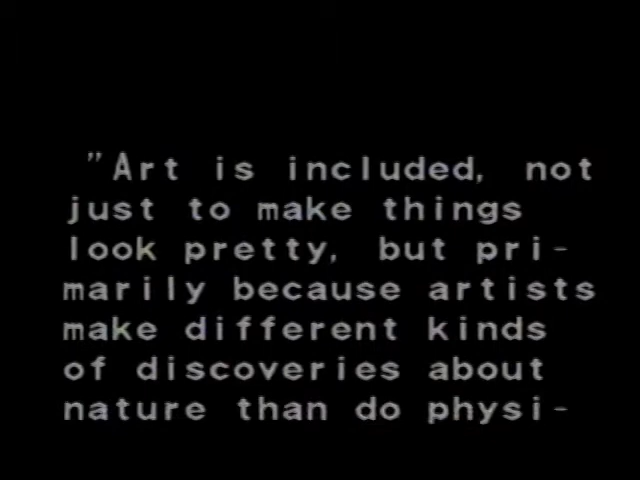 "Art is included, not
just to make things
look pretty, but pri-
marily because artists
make different kinds
of discoveries about
nature than do physi-